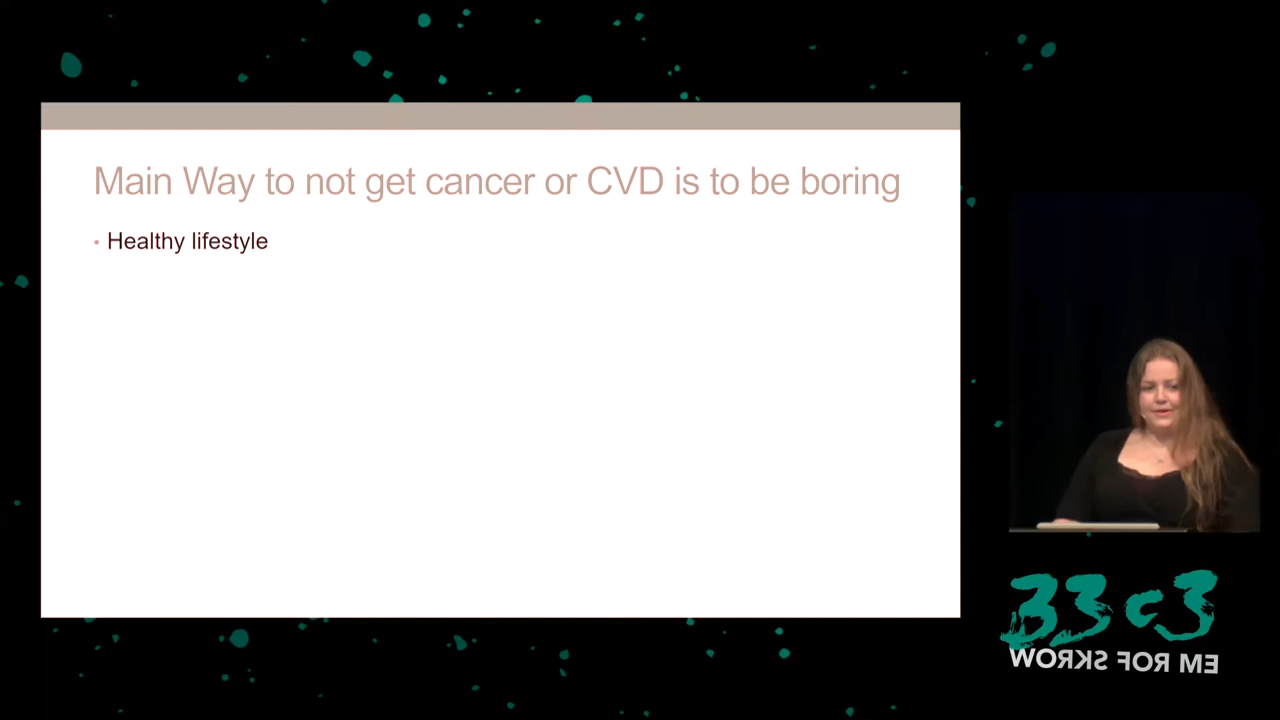 Main Way to not get cancer or CVD is to be boring
• Healthy lifestyle
33c3
WORKS FOR ME